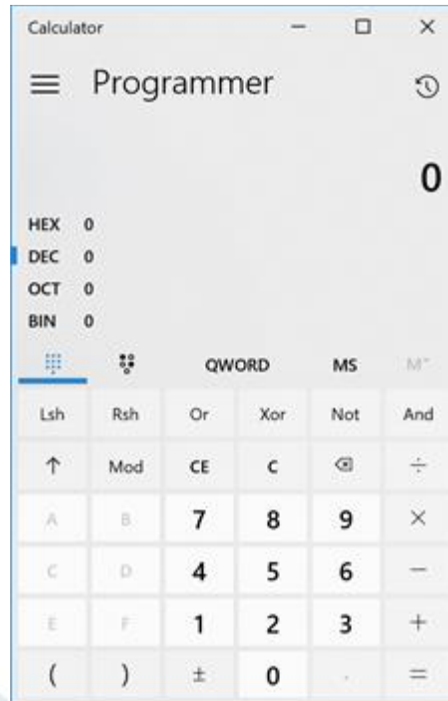 Calculator
Programmer
0
HEX 0
DEC 0
OCT 0
BIN 0
QWORD MS M˅
Lsh Rsh Or Xor Not And
↑ Mod CE C ⌫ ÷
A B 7 8 9 ×
C D 4 5 6 −
E F 1 2 3 +
( ) ± 0 . =